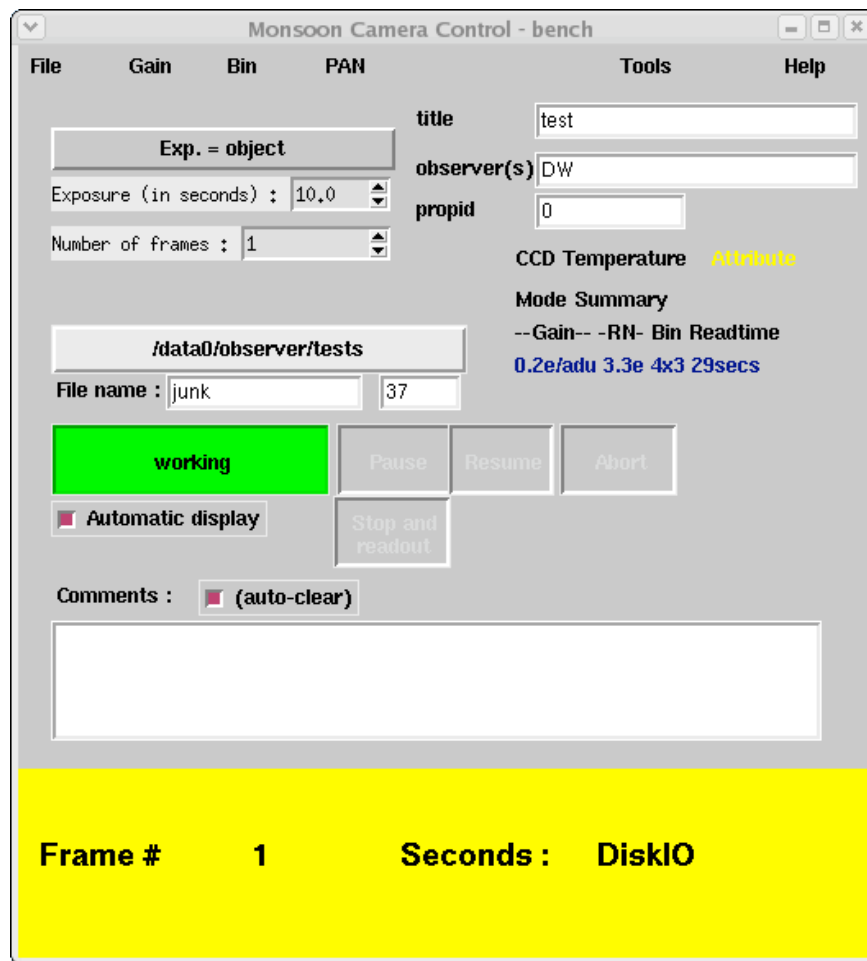 Monsoon Camera Control - bench
File Gain Bin PAN Tools Help
title test
Exp. = object
observer(s) DW
Exposure (in seconds) : 10.0
propid 0
Number of frames : 1
CCD Temperature Attribute
Mode Summary
--Gain-- -RN- Bin Readtime
/data0/observer/tests
0.2e/adu 3.3e 4x3 29secs
File name : junk 37
working Pause Resume Abort
Automatic display
Stop and
readout
Comments : (auto-clear)
Frame # 1 Seconds : DiskIO